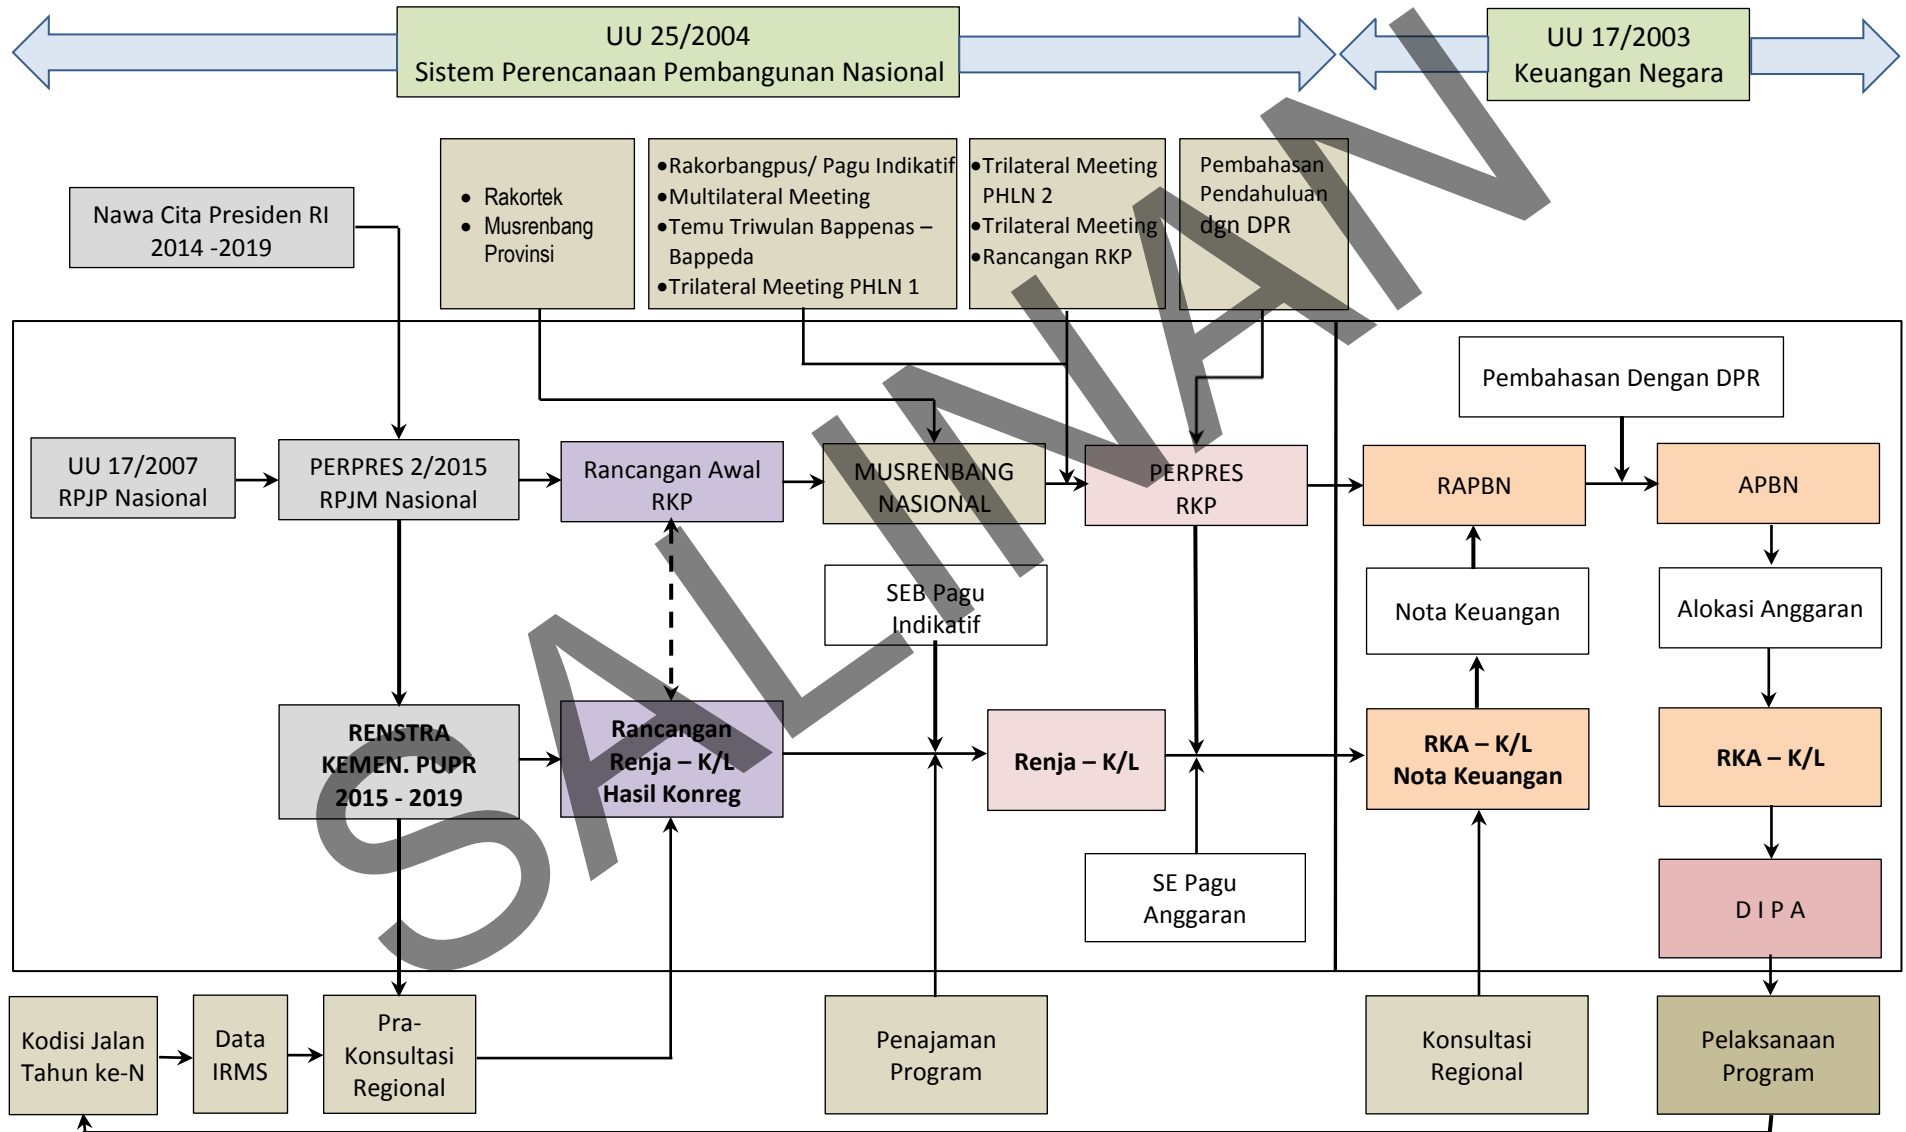 UU 25/2004
Sistem Perencanaan Pembangunan Nasional
UU 17/2003
Keuangan Negara
Nawa Cita Presiden RI
2014 -2019
• Rakortek
• Musrenbang
Provinsi
•Rakorbangpus/ Pagu Indikatif
•Multilateral Meeting
•Temu Triwulan Bappenas –
Bappeda
•Trilateral Meeting PHLN 1
•Trilateral Meeting
PHLN 2
•Trilateral Meeting
•Rancangan RKP
Pembahasan
Pendahuluan
dgn DPR
Pembahasan Dengan DPR
UU 17/2007
RPJP Nasional
PERPRES 2/2015
RPJM Nasional
Rancangan Awal
RKP
MUSRENBANG
NASIONAL
PERPRES
RKP
RAPBN
APBN
SEB Pagu
Indikatif
Nota Keuangan
Alokasi Anggaran
RENSTRA
KEMEN. PUPR
2015 - 2019
Rancangan
Renja – K/L
Hasil Konreg
Renja – K/L
RKA – K/L
Nota Keuangan
RKA – K/L
SE Pagu
Anggaran
D I P A
Kodisi Jalan
Tahun ke-N
Data
IRMS
Pra-
Konsultasi
Regional
Penajaman
Program
Konsultasi
Regional
Pelaksanaan
Program
SALINAN